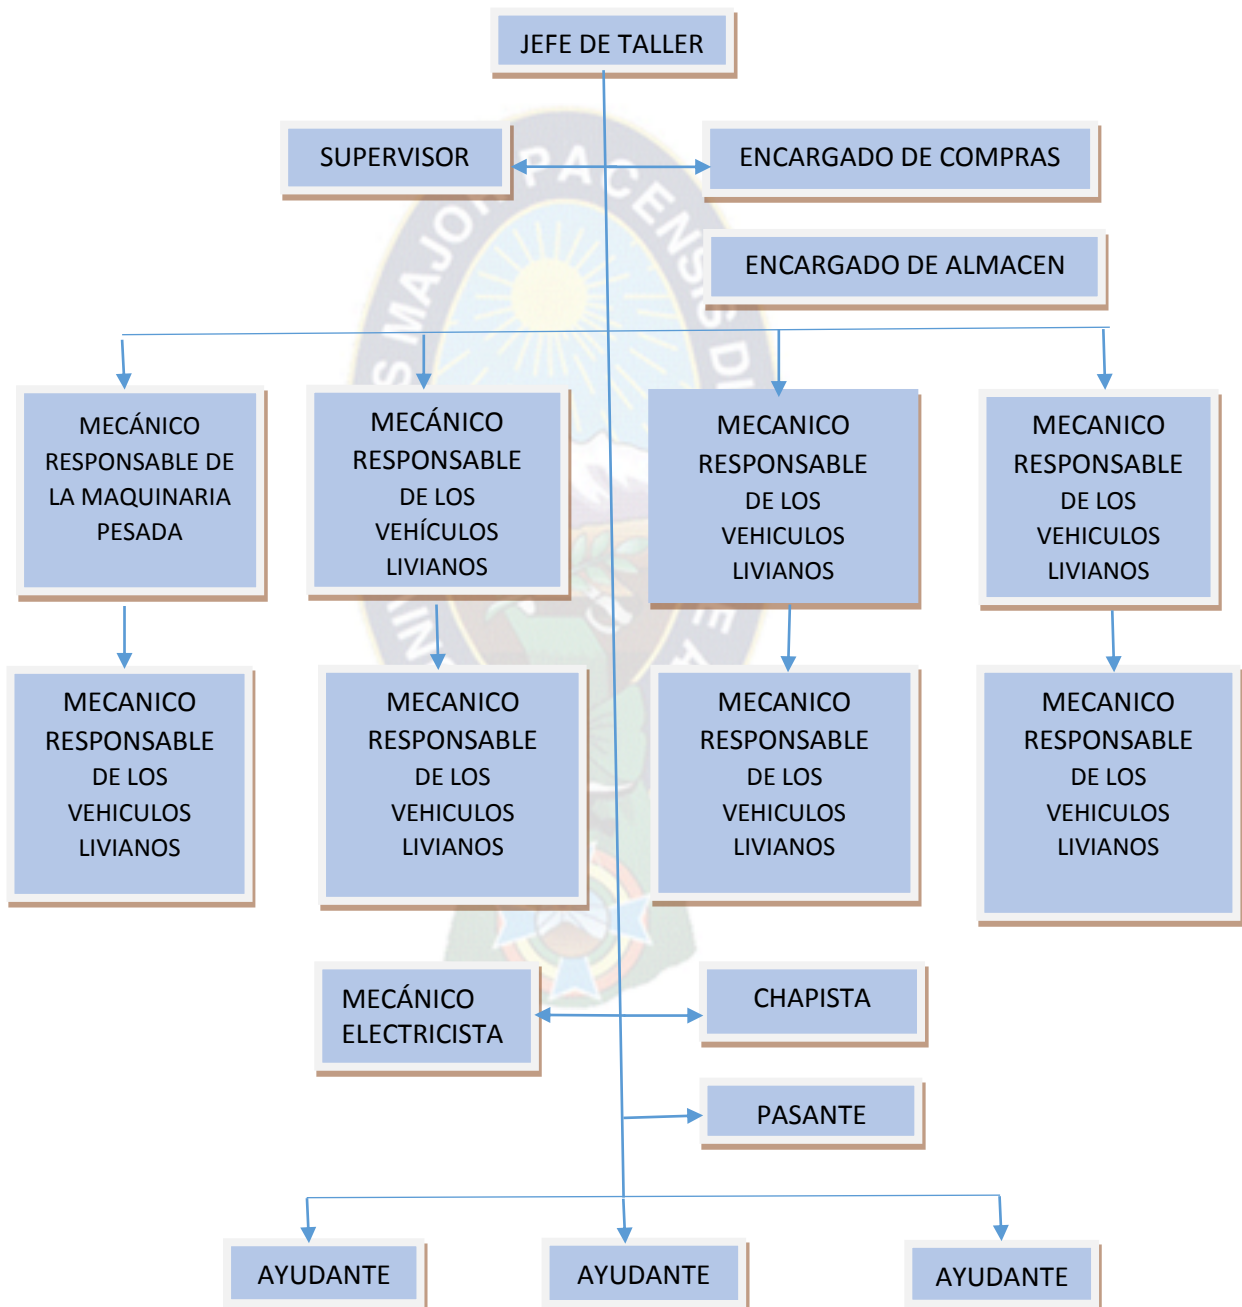 JEFE DE TALLER
SUPERVISOR
ENCARGADO DE COMPRAS
ENCARGADO DE ALMACEN
MECÁNICO
RESPONSABLE DE
LA MAQUINARIA
PESADA
MECÁNICO
RESPONSABLE
DE LOS
VEHÍCULOS
LIVIANOS
MECANICO
RESPONSABLE
DE LOS
VEHICULOS
LIVIANOS
MECANICO
RESPONSABLE
DE LOS
VEHICULOS
LIVIANOS
MECANICO
RESPONSABLE
DE LOS
VEHICULOS
LIVIANOS
MECANICO
RESPONSABLE
DE LOS
VEHICULOS
LIVIANOS
MECANICO
RESPONSABLE
DE LOS
VEHICULOS
LIVIANOS
MECANICO
RESPONSABLE
DE LOS
VEHICULOS
LIVIANOS
MECÁNICO
ELECTRICISTA
CHAPISTA
PASANTE
AYUDANTE
AYUDANTE
AYUDANTE
MAJOR PACENSIS